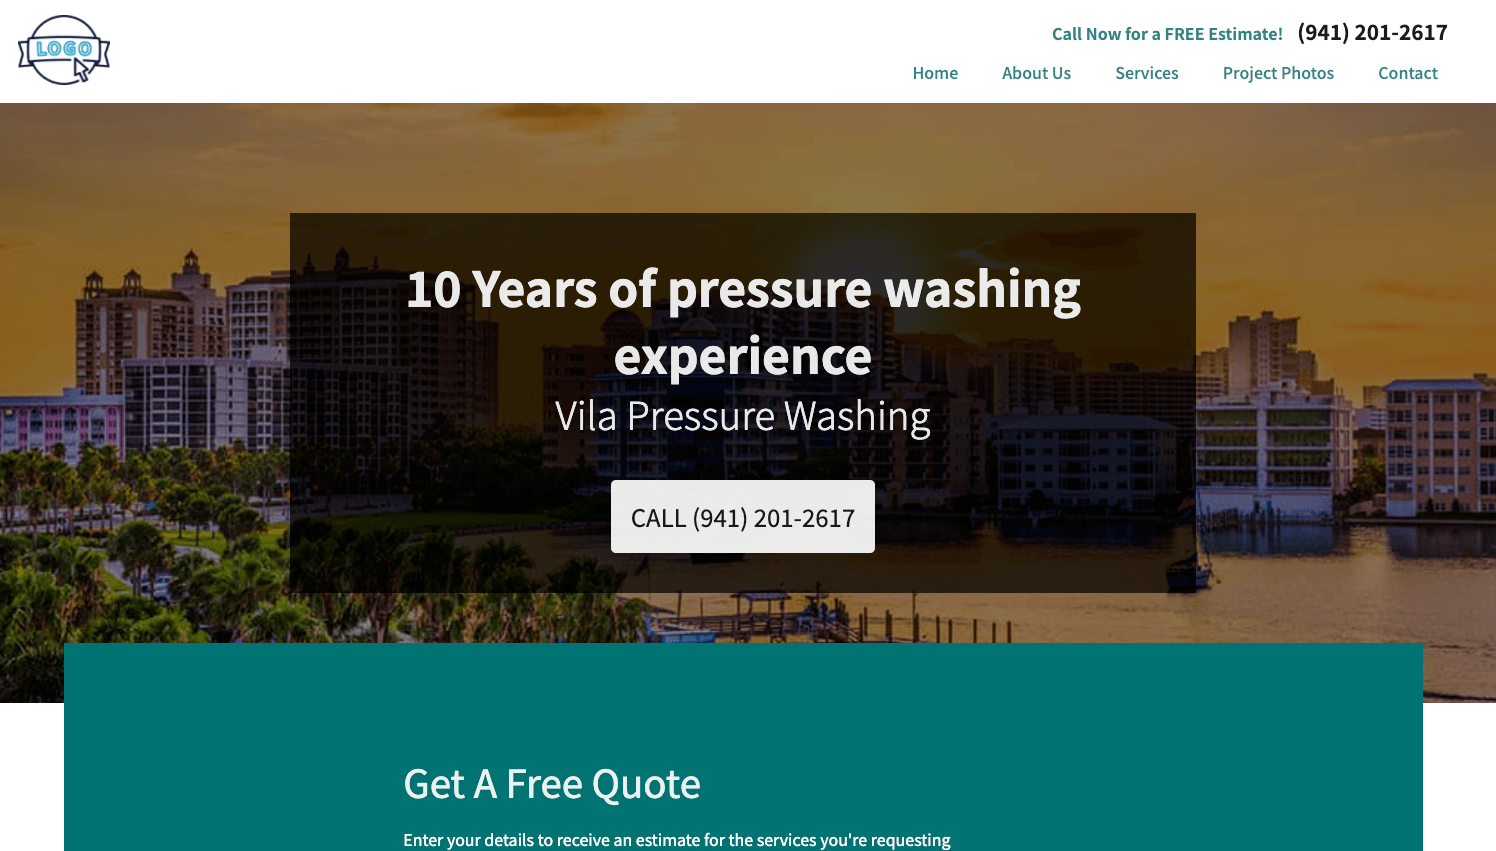 LOGO
Call Now for a FREE Estimate! (941) 201-2617
Home About Us Services Project Photos Contact
10 Years of pressure washing
experience
Vila Pressure Washing
CALL (941) 201-2617
Get A Free Quote
Enter your details to receive an estimate for the services you're requesting